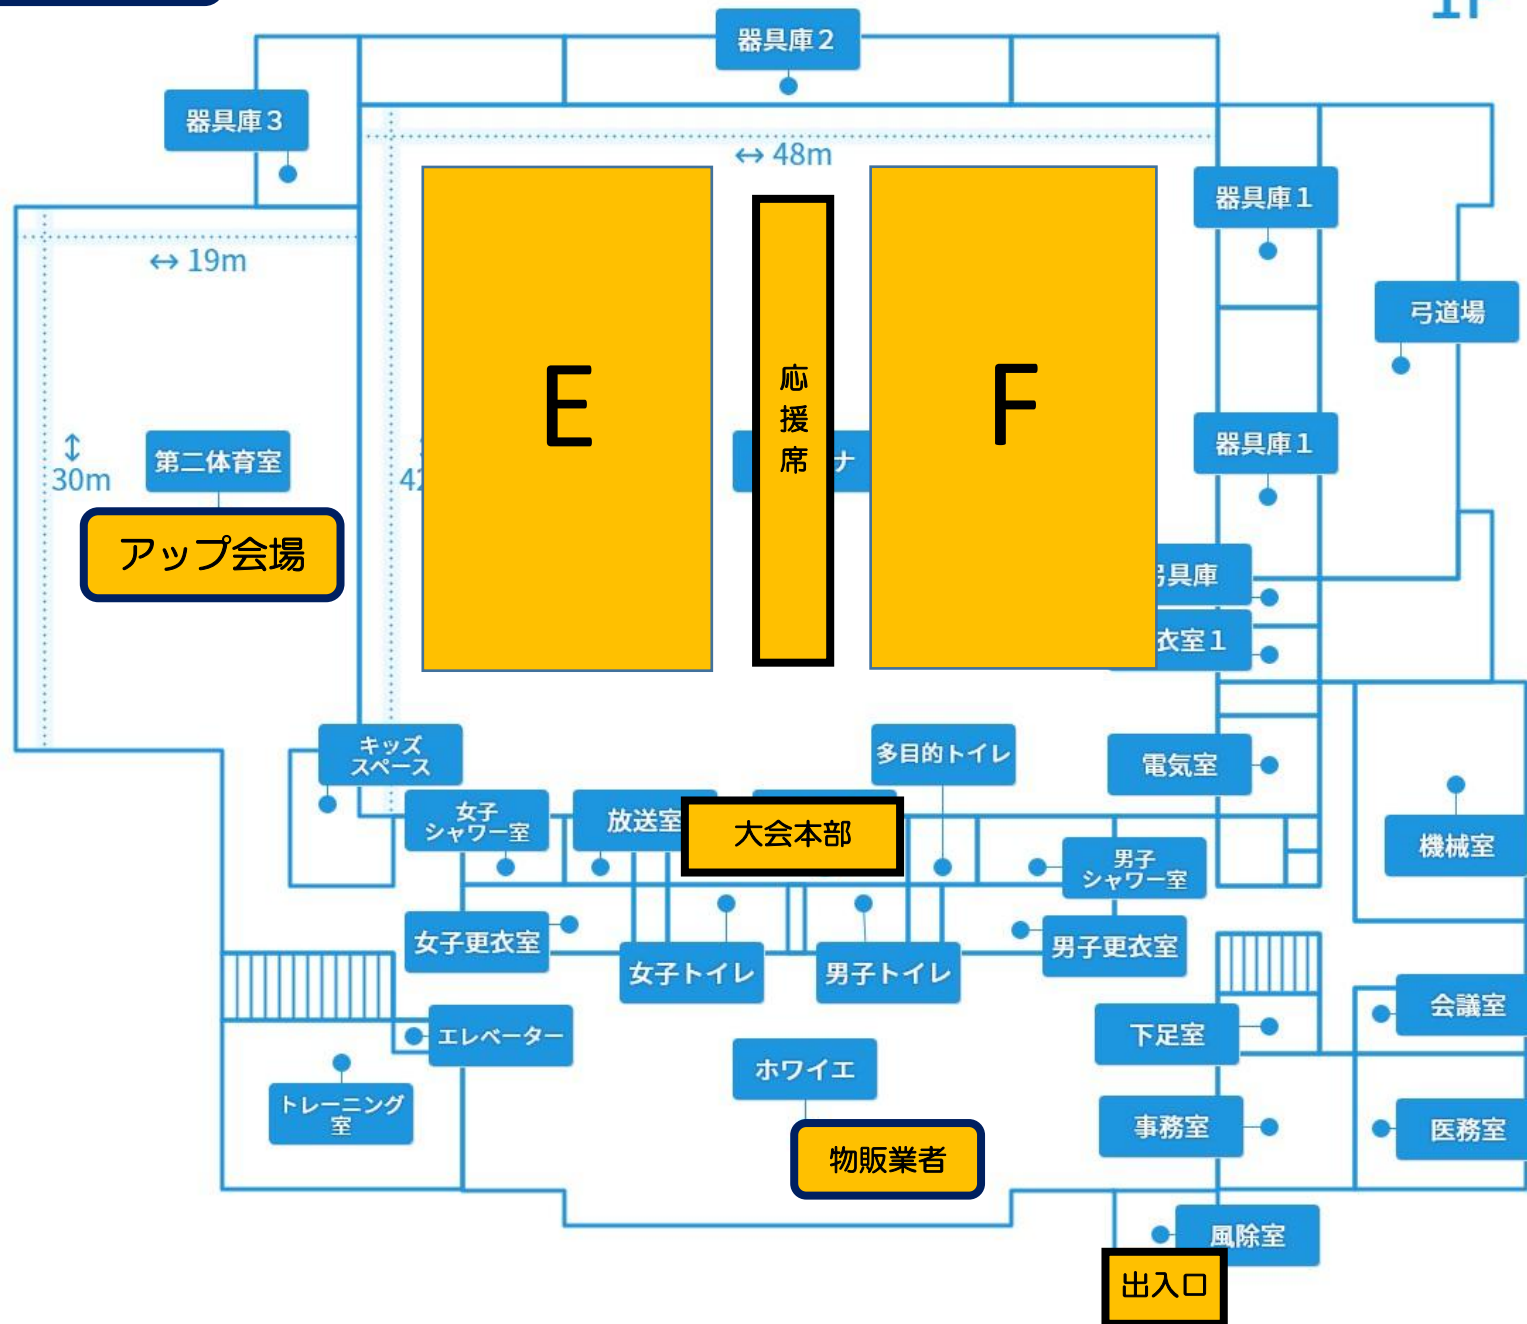 器具庫２
器具庫３
↔ 48m
器具庫１
↔ 19m
弓道場
E
応援席
F
↕
30m
第二体育室
ナ
器具庫１
アップ会場
具庫
衣室１
キッズ
スペース
多目的トイレ
電気室
女子
シャワー室
放送室
大会本部
機械室
男子
シャワー室
女子更衣室
女子トイレ
男子トイレ
男子更衣室
エレベーター
下足室
会議室
ホワイエ
トレーニング
室
事務室
医務室
物販業者
風除室
出入口